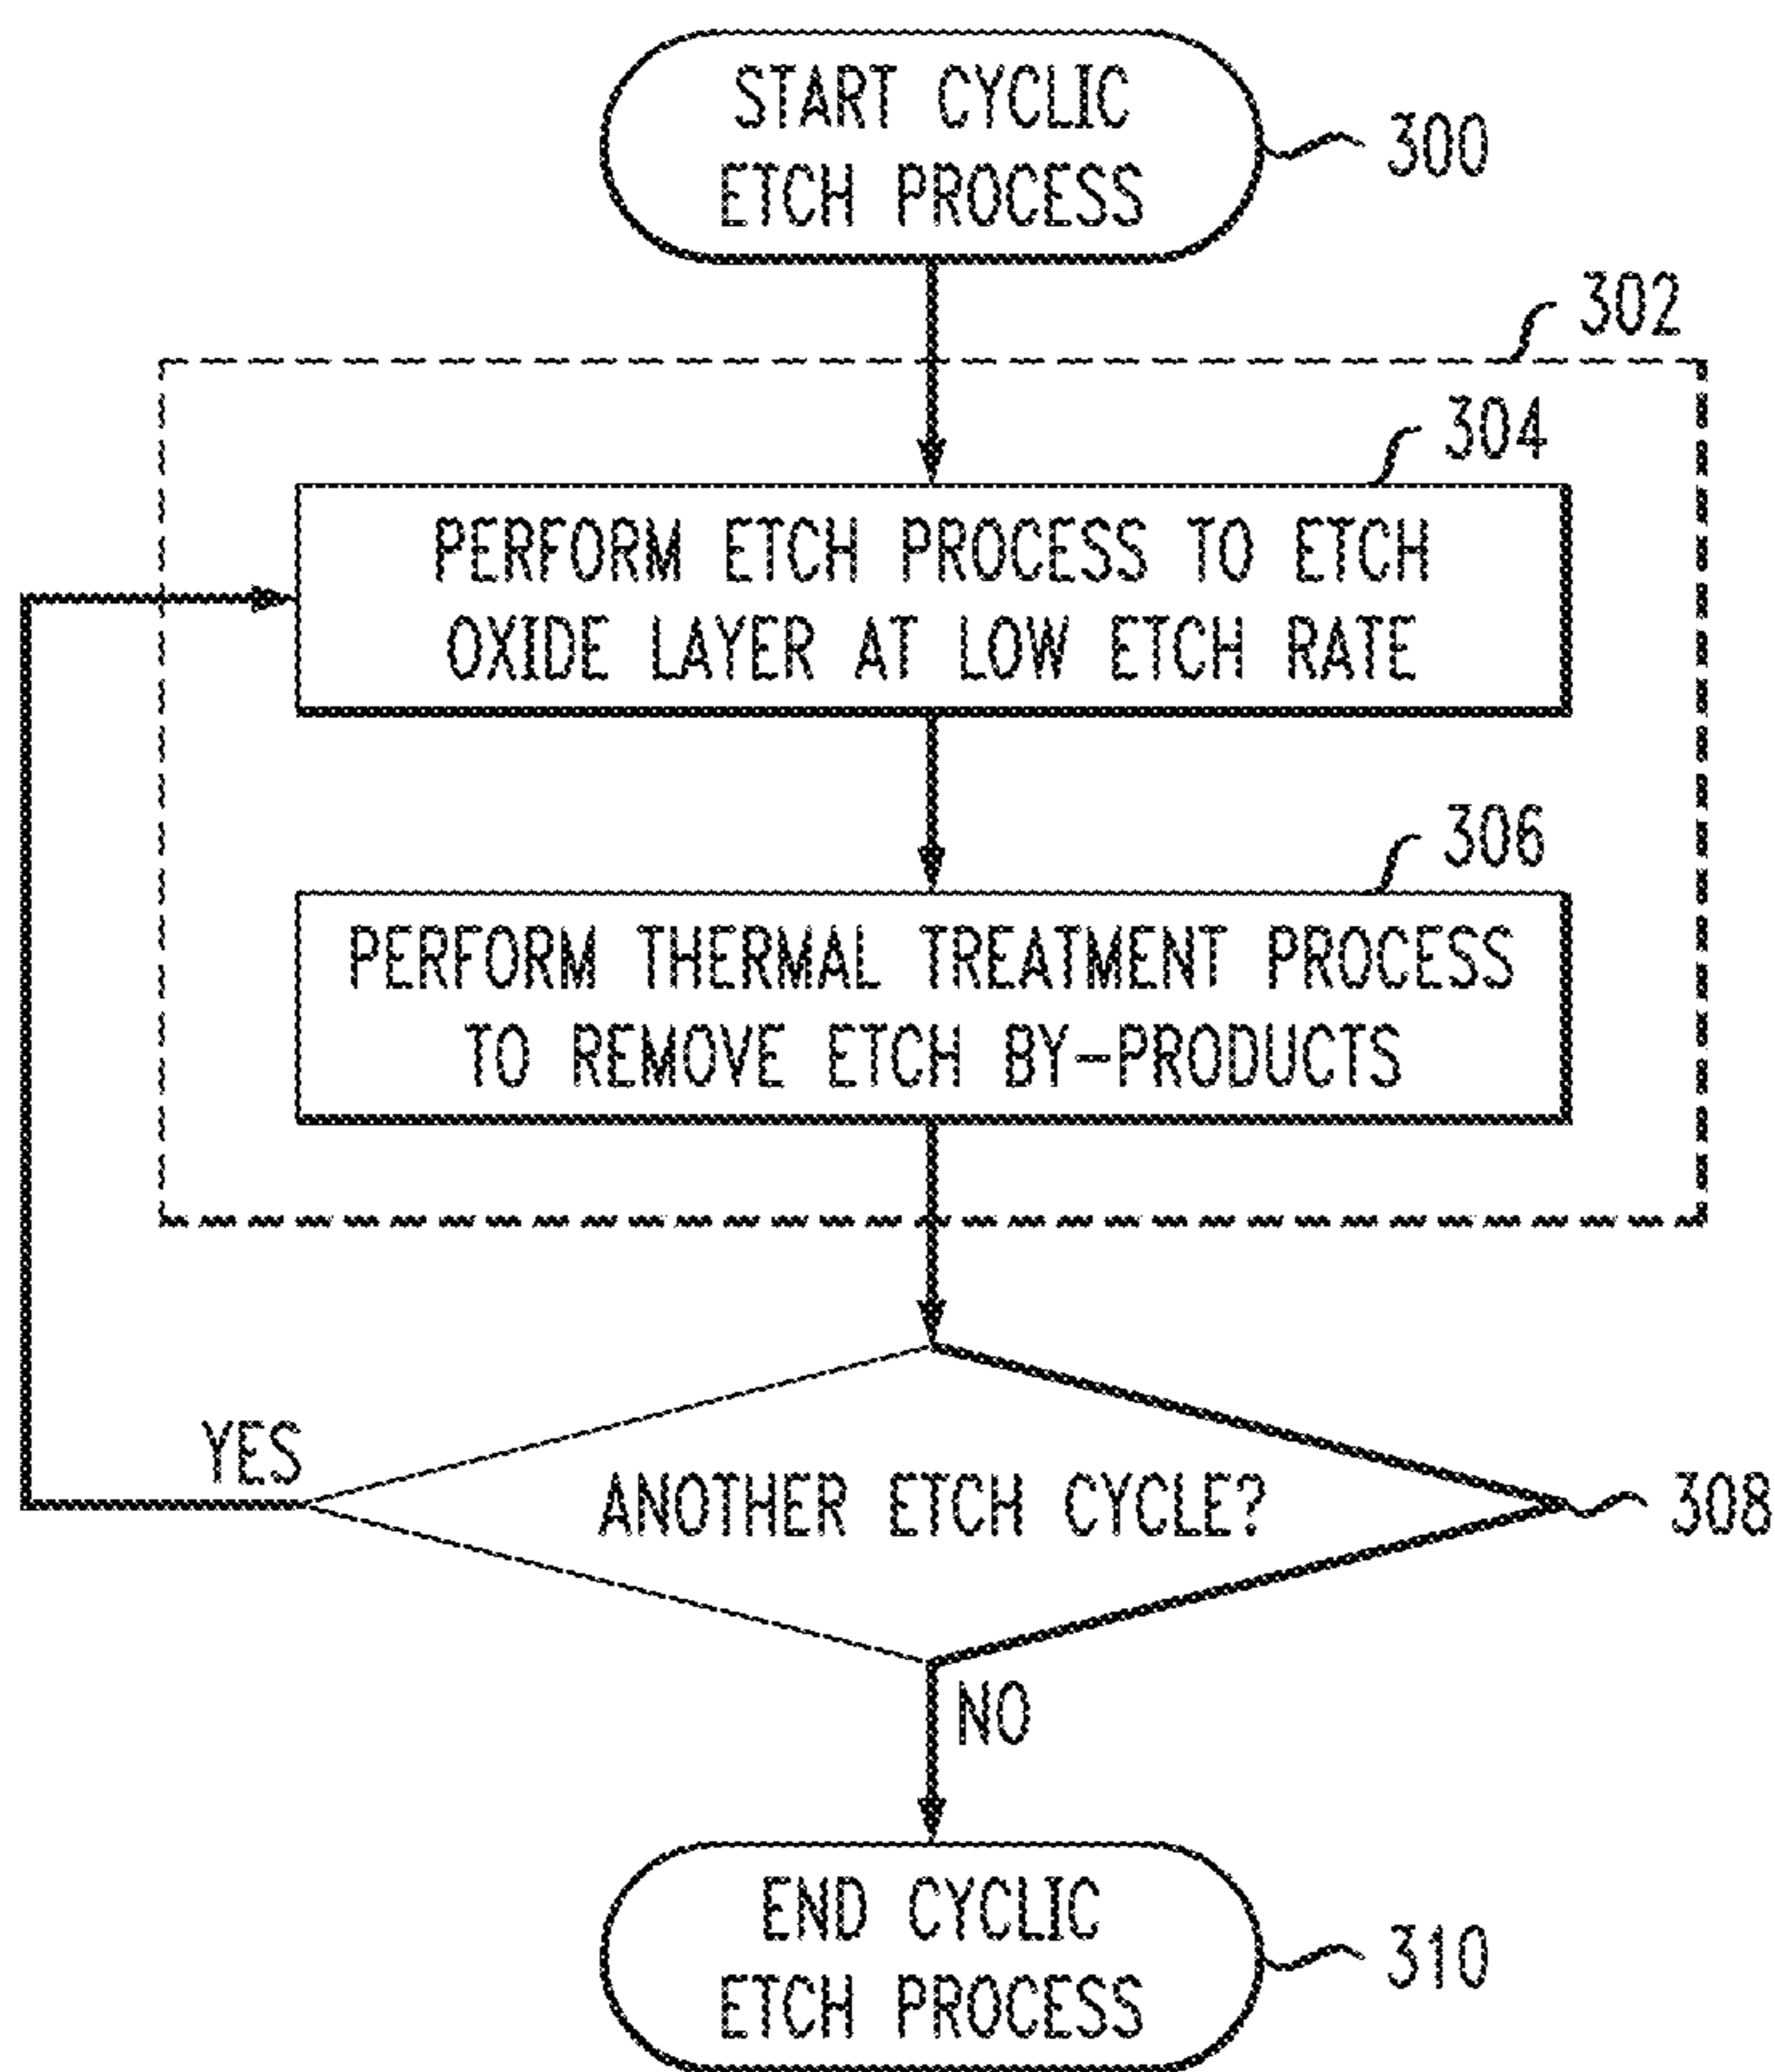 START CYCLIC
ETCH PROCESS
300
302
304
PERFORM ETCH PROCESS TO ETCH
OXIDE LAYER AT LOW ETCH RATE
306
PERFORM THERMAL TREATMENT PROCESS
TO REMOVE ETCH BY-PRODUCTS
YES
ANOTHER ETCH CYCLE?
308
NO
END CYCLIC
ETCH PROCESS
310